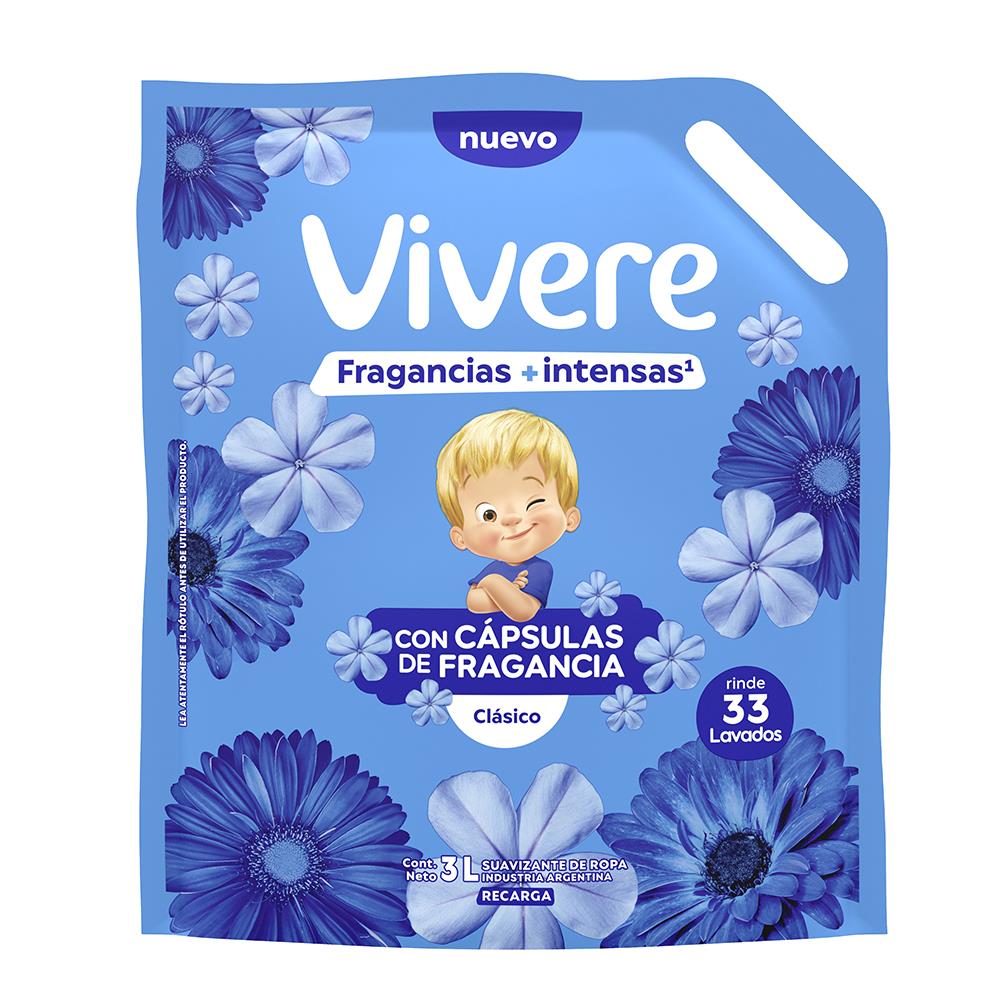 nuevo
Vivere
Fragancias + intensas¹
CON CÁPSULAS
DE FRAGANCIA
Clásico
rinde
33
Lavados
LEA ATENTAMENTE EL RÓTULO ANTES DE UTILIZAR EL PRODUCTO.
Cont.
Neto 3 L
SUAVIZANTE DE ROPA
INDUSTRIA ARGENTINA
RECARGA